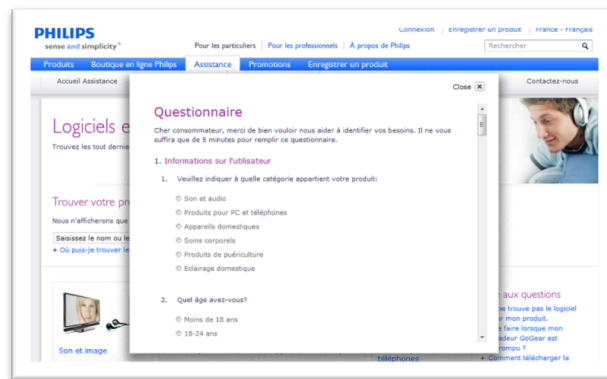 PHILIPS
sense and simplicity
Connexion | Enregistrer un produit | France - Français
Pour les particuliers | Pour les professionnels | À propos de Philips
Rechercher
Produits Boutique en ligne Philips Assistance Promotions Enregistrer un produit
Accueil Assistance
Contactez-nous
Close
Logiciels e
Trouvez les tout dernie
Questionnaire
Cher consommateur, merci de bien vouloir nous aider à identifier vos besoins. Il ne vous
suffira que de 5 minutes pour remplir ce questionnaire.
1. Informations sur l'utilisateur
1. Veuillez indiquer à quelle catégorie appartient votre produit:
Son et audio
Produits pour PC et téléphones
Appareils domestiques
Soins corporels
Produits de puériculture
Eclairage domestique
2. Quel âge avez-vous?
Moins de 18 ans
18-24 ans
Trouver votre pr
Nous n'afficherons que
Saisissez le nom ou le
+ Où puis-je trouver le
Son et image
téléphones
aux questions
ne trouve pas le logiciel
ur mon produit.
e faire lorsque mon
adeur GoGear est
rompu ?
+ Comment télécharger la